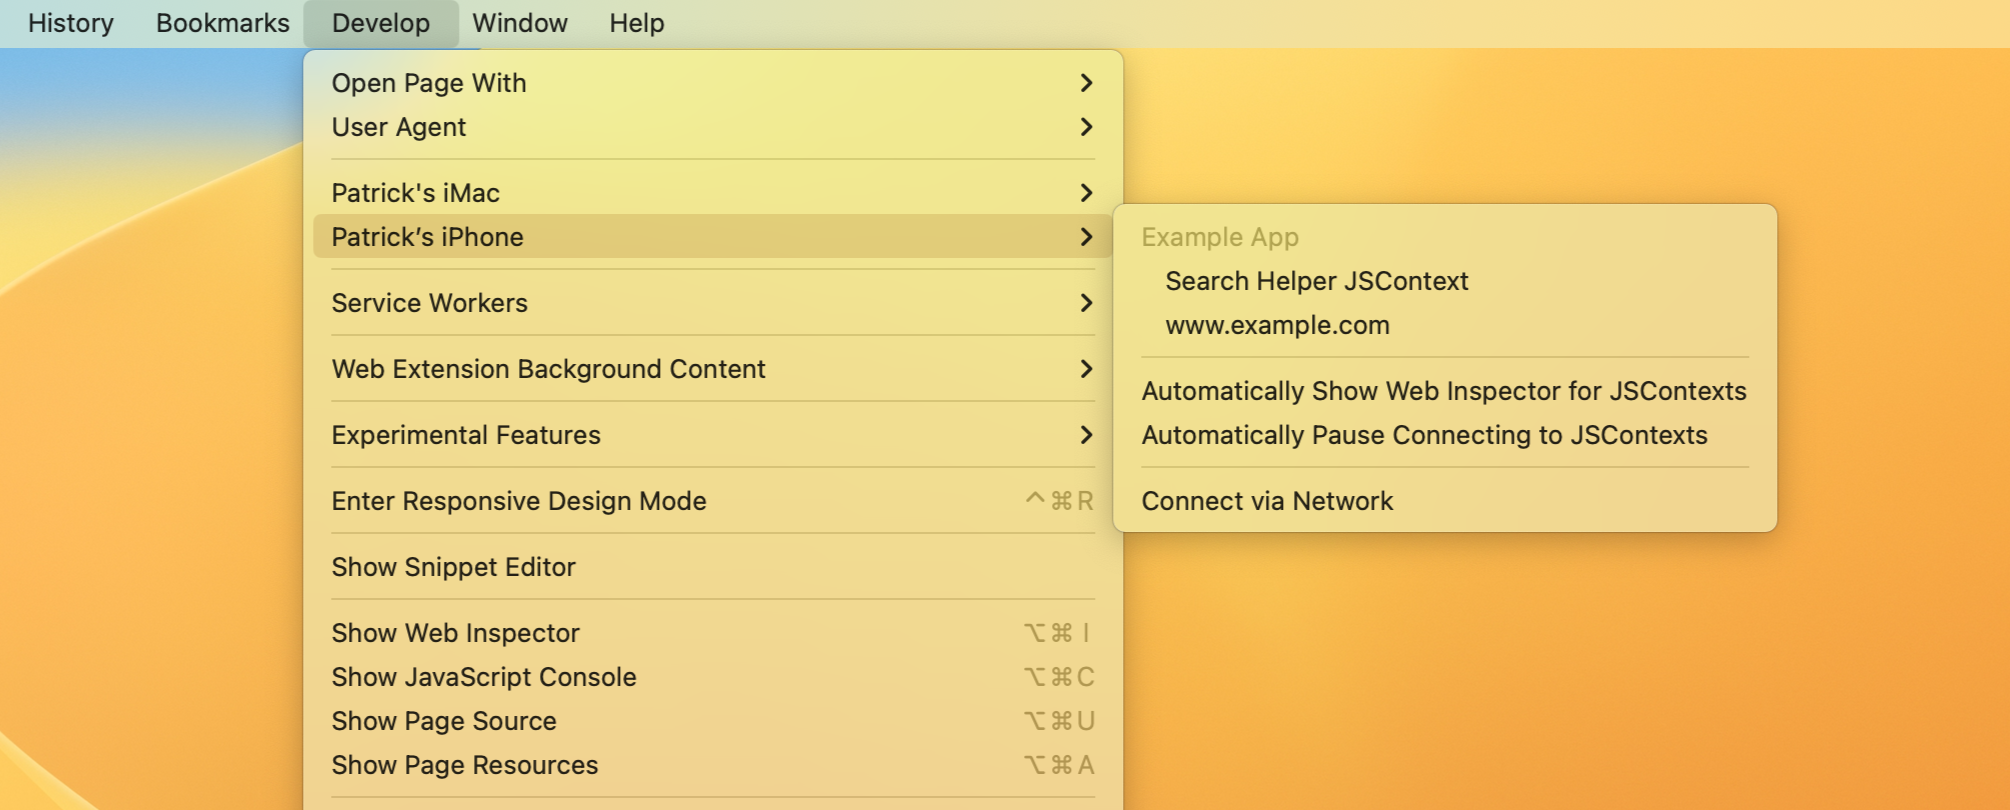 History Bookmarks Develop Window Help
Open Page With
User Agent
Patrick's iMac
Patrick’s iPhone
Service Workers
Web Extension Background Content
Experimental Features
Enter Responsive Design Mode ^⌘R
Show Snippet Editor
Show Web Inspector ⌥⌘I
Show JavaScript Console ⌥⌘C
Show Page Source ⌥⌘U
Show Page Resources ⌥⌘A
Example App
Search Helper JSContext
www.example.com
Automatically Show Web Inspector for JSContexts
Automatically Pause Connecting to JSContexts
Connect via Network